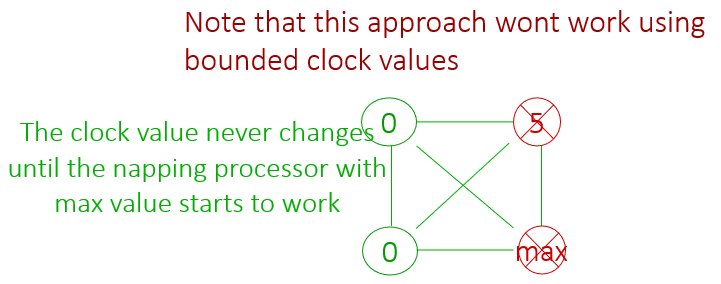 Note that this approach wont work using
bounded clock values
The clock value never changes
until the napping processor with
max value starts to work
0
5
0
max